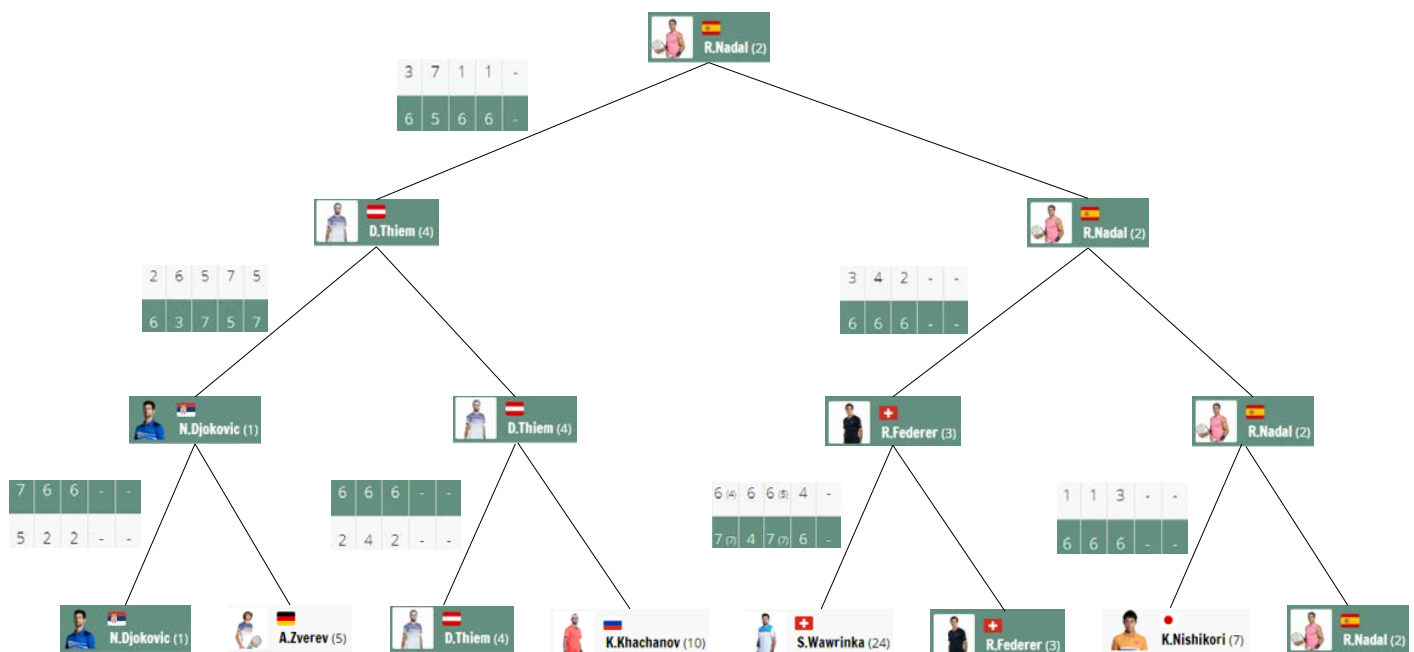 R.Nadal (2)
3 7 1 1 -
6 5 6 6 -
D.Thiem (4)
R.Nadal (2)
2 6 5 7 5
6 3 7 5 7
3 4 2 - -
6 6 6 - -
N.Djokovic (1)
D.Thiem (4)
R.Federer (3)
R.Nadal (2)
7 6 6 - -
5 2 2 - -
6 6 6 - -
2 4 2 - -
6 (4) 6 6 (5) 4 -
7 (7) 4 7 (7) 6 -
1 1 3 - -
6 6 6 - -
N.Djokovic (1)
A.Zverev (5)
D.Thiem (4)
K.Khachanov (10)
S.Wawrinka (24)
R.Federer (3)
K.Nishikori (7)
R.Nadal (2)